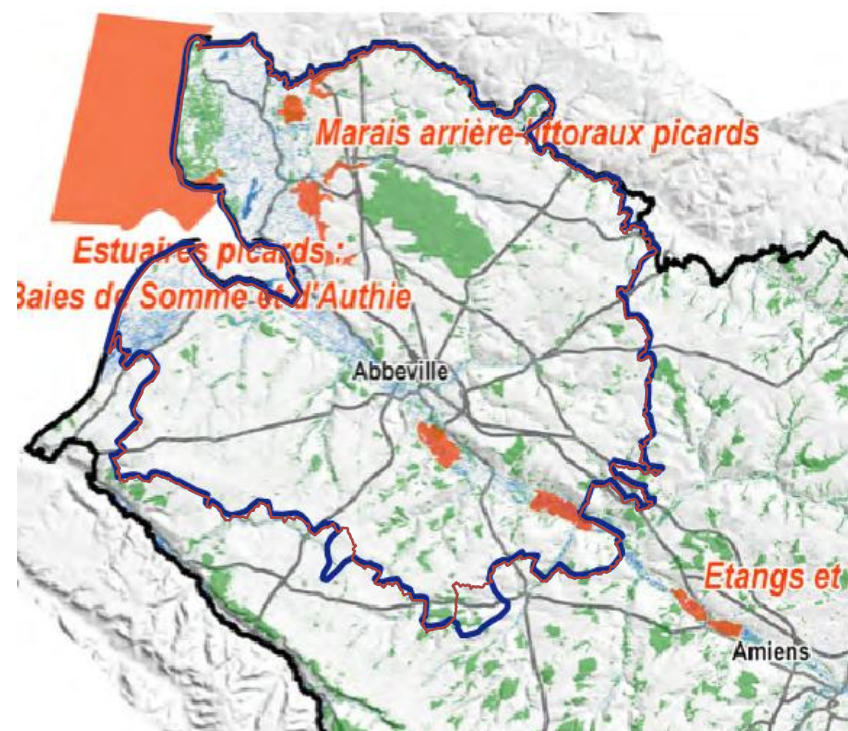 Marais arrière-littoraux picards
Estuaires picards :
Baies de Somme et d'Authie
Abbeville
Etangs et
Amiens